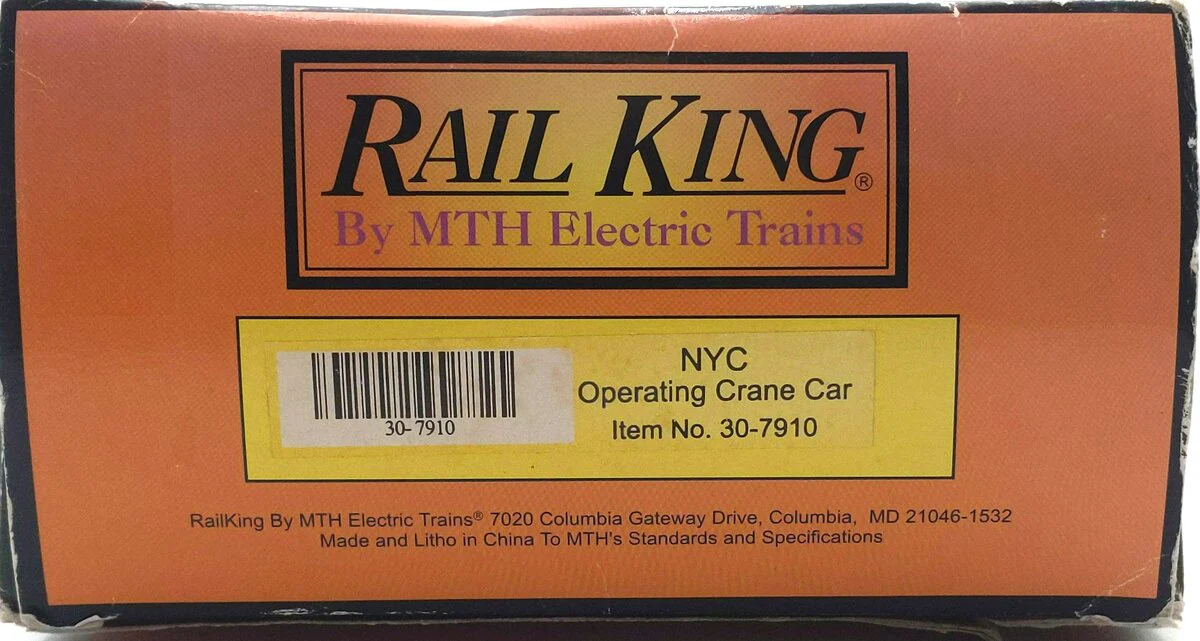 RAIL KING®
By MTH Electric Trains
30-7910
NYC
Operating Crane Car
Item No. 30-7910
RailKing By MTH Electric Trains® 7020 Columbia Gateway Drive, Columbia, MD 21046-1532
Made and Litho in China To MTH's Standards and Specifications